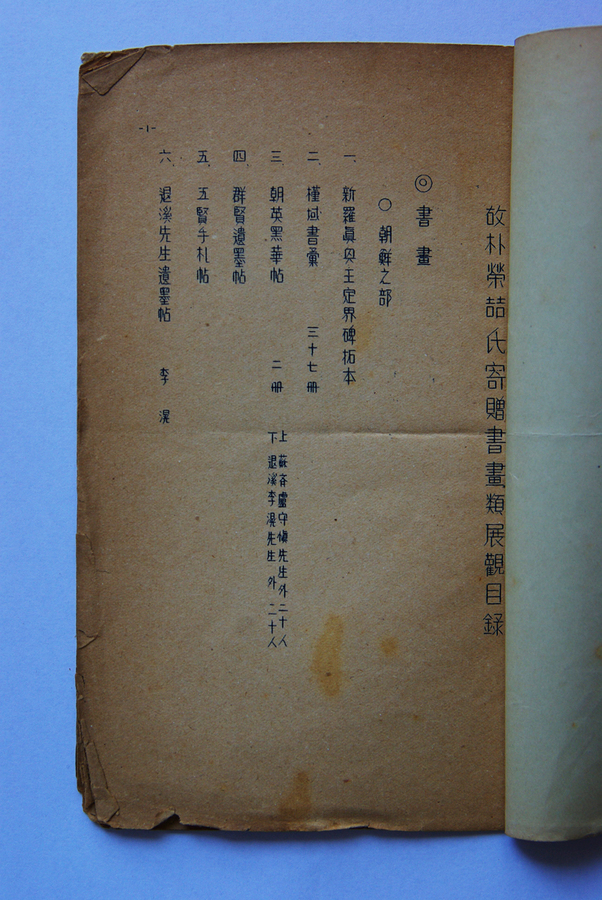 故朴榮喆氏寄贈書畫類展觀目錄
◎書畫
○朝鮮之部
一、新羅眞興王定界碑拓本
二、槿域書彙 三十七册
三、朝英黑華帖 二册 上 蘇斎盧守愼先生外二十人
下 退溪李滉先生外二十人
四、群賢遺墨帖
五、五賢手札帖
六、退溪先生遺墨帖 李滉
-1-